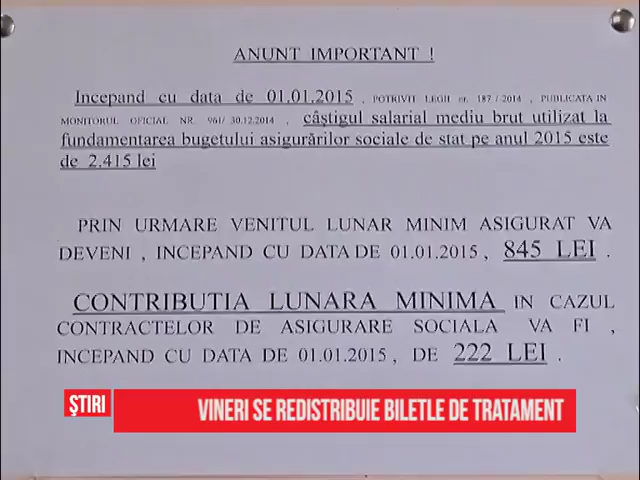 ANUNT IMPORTANT !
Incepand cu data de 01.01.2015 , POTRIVIT LEGII nr. 187 / 2014 , PUBLICATA IN
MONITORUL OFICIAL NR. 961/ 30.12.2014 , câștigul salarial mediu brut utilizat la
fundamentarea bugetului asigurărilor sociale de stat pe anul 2015 este
de 2.415 lei
PRIN URMARE VENITUL LUNAR MINIM ASIGURAT VA
DEVENI , INCEPAND CU DATA DE 01.01.2015 , 845 LEI .
CONTRIBUTIA LUNARA MINIMA IN CAZUL
CONTRACTELOR DE ASIGURARE SOCIALA VA FI ,
INCEPAND CU DATA DE 01.01.2015 , DE 222 LEI .
ŞTIRI VINERI SE REDISTRIBUIE BILETLE DE TRATAMENT